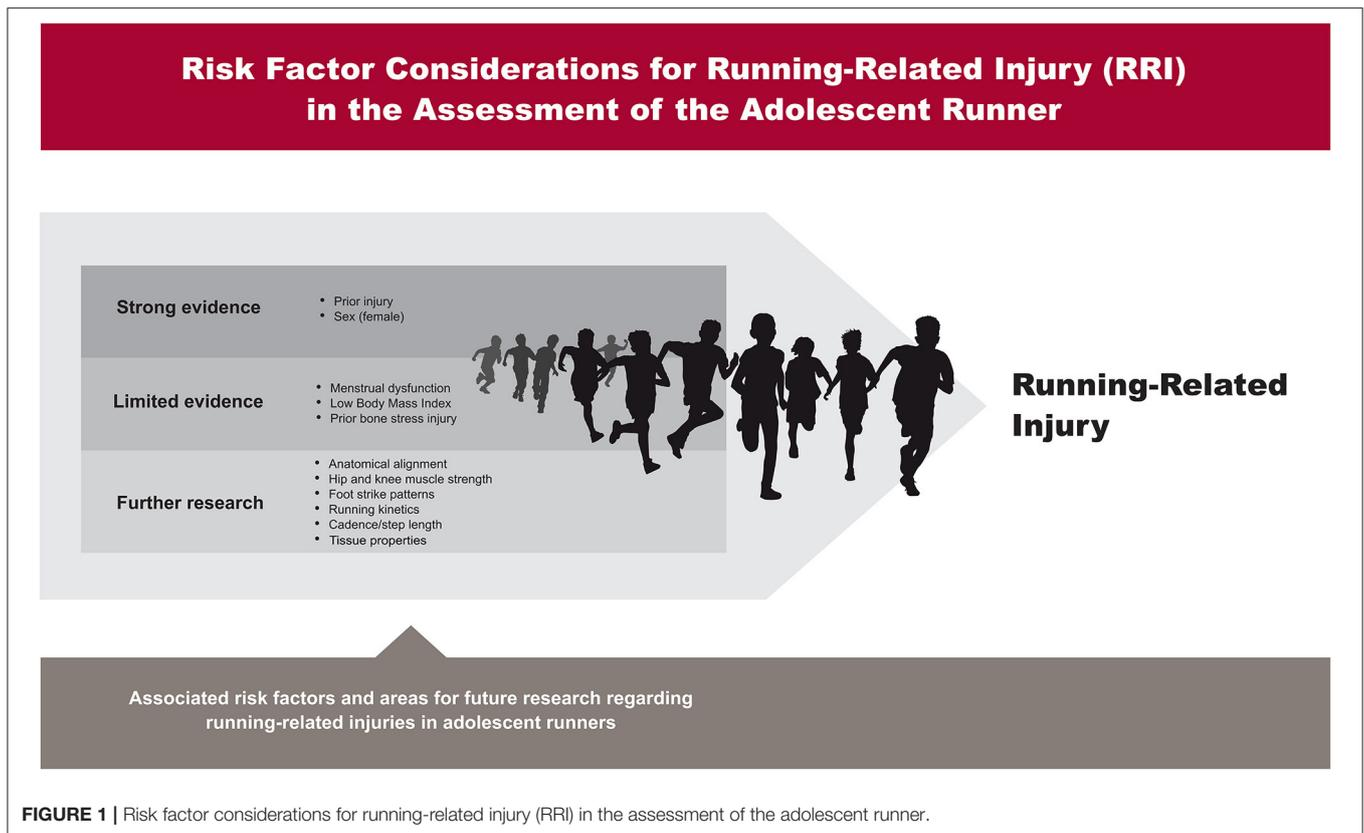 Risk Factor Considerations for Running-Related Injury (RRI)
in the Assessment of the Adolescent Runner
Strong evidence
• Prior injury
• Sex (female)
Limited evidence
• Menstrual dysfunction
• Low Body Mass Index
• Prior bone stress injury
Further research
• Anatomical alignment
• Hip and knee muscle strength
• Foot strike patterns
• Running kinetics
• Cadence/step length
• Tissue properties
Running-Related
Injury
Associated risk factors and areas for future research regarding
running-related injuries in adolescent runners
FIGURE 1 | Risk factor considerations for running-related injury (RRI) in the assessment of the adolescent runner.